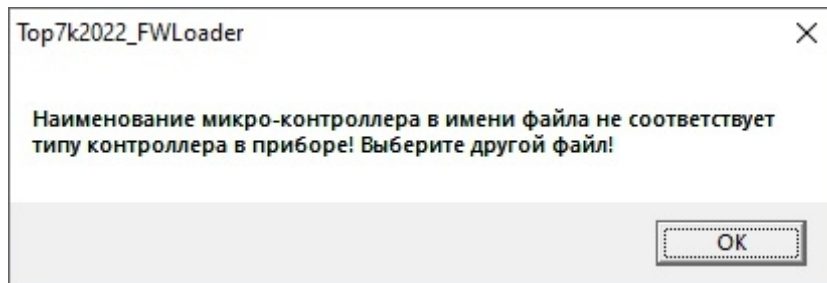 Top7k2022_FWLoader
Наименование микро-контроллера в имени файла не соответствует
типу контроллера в приборе! Выберите другой файл!
OK